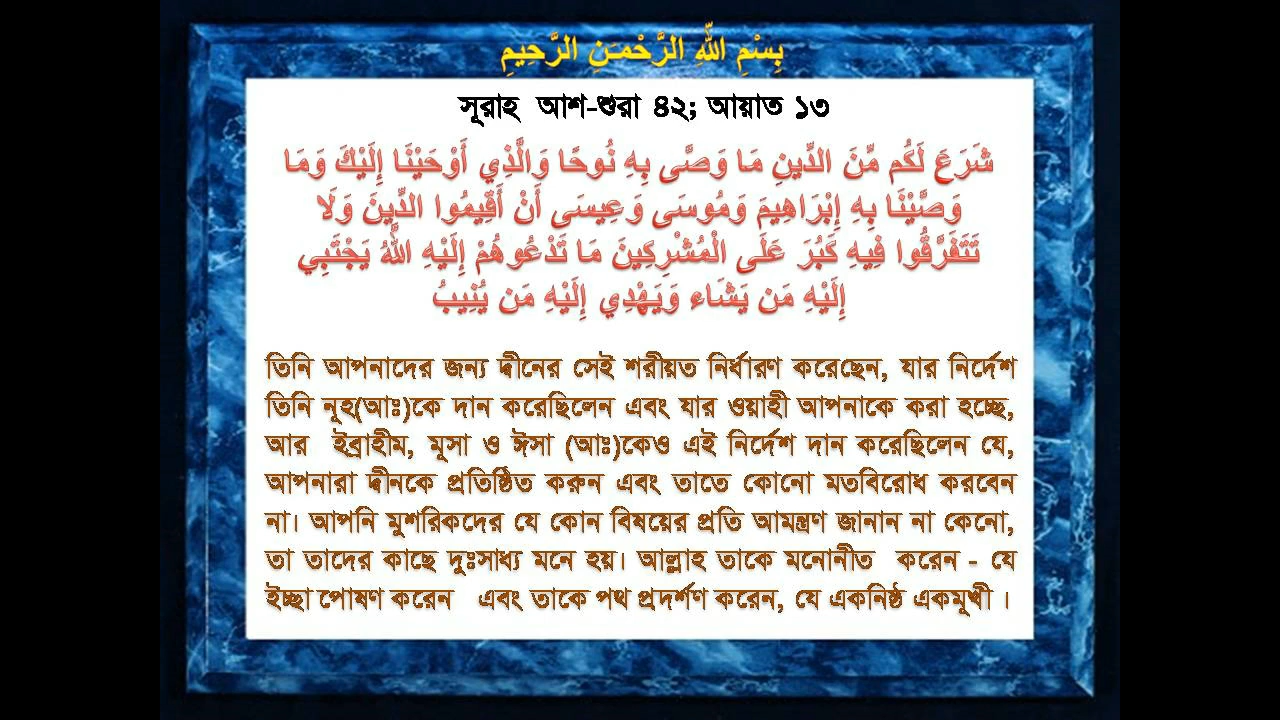 بِسْمِ اللّهِ الرَّحْمـَنِ الرَّحِيمِ
সূরাহ আশ-শুরা ৪২; আয়াত ১৩
شَرَعَ لَكُم مِّنَ الدِّينِ مَا وَصَّى بِهِ نُوحًا وَالَّذِي أَوْحَيْنَا إِلَيْكَ وَمَا
وَصَّيْنَا بِهِ إِبْرَاهِيمَ وَمُوسَى وَعِيسَى أَنْ أَقِيمُوا الدِّينَ وَلَا
تَتَفَرَّقُوا فِيهِ كَبُرَ عَلَى الْمُشْرِكِينَ مَا تَدْعُوهُمْ إِلَيْهِ اللَّهُ يَجْتَبِي
إِلَيْهِ مَن يَشَاء وَيَهْدِي إِلَيْهِ مَن يُنِيبُ
তিনি আপনাদের জন্য দ্বীনের সেই শরীয়ত নির্ধারণ করেছেন, যার নির্দেশ
তিনি নূহ(আঃ)কে দান করেছিলেন এবং যার ওয়াহী আপনাকে করা হচ্ছে,
আর ইব্রাহীম, মূসা ও ঈসা (আঃ)কেও এই নির্দেশ দান করেছিলেন যে,
আপনারা দ্বীনকে প্রতিষ্ঠিত করুন এবং তাতে কোনো মতবিরোধ করবেন
না। আপনি মুশরিকদের যে কোন বিষয়ের প্রতি আমন্ত্রণ জানান না কেনো,
তা তাদের কাছে দুঃসাধ্য মনে হয়। আল্লাহ তাকে মনোনীত করেন - যে
ইচ্ছা পোষণ করেন এবং তাকে পথ প্রদর্শণ করেন, যে একনিষ্ঠ একমূখী ।